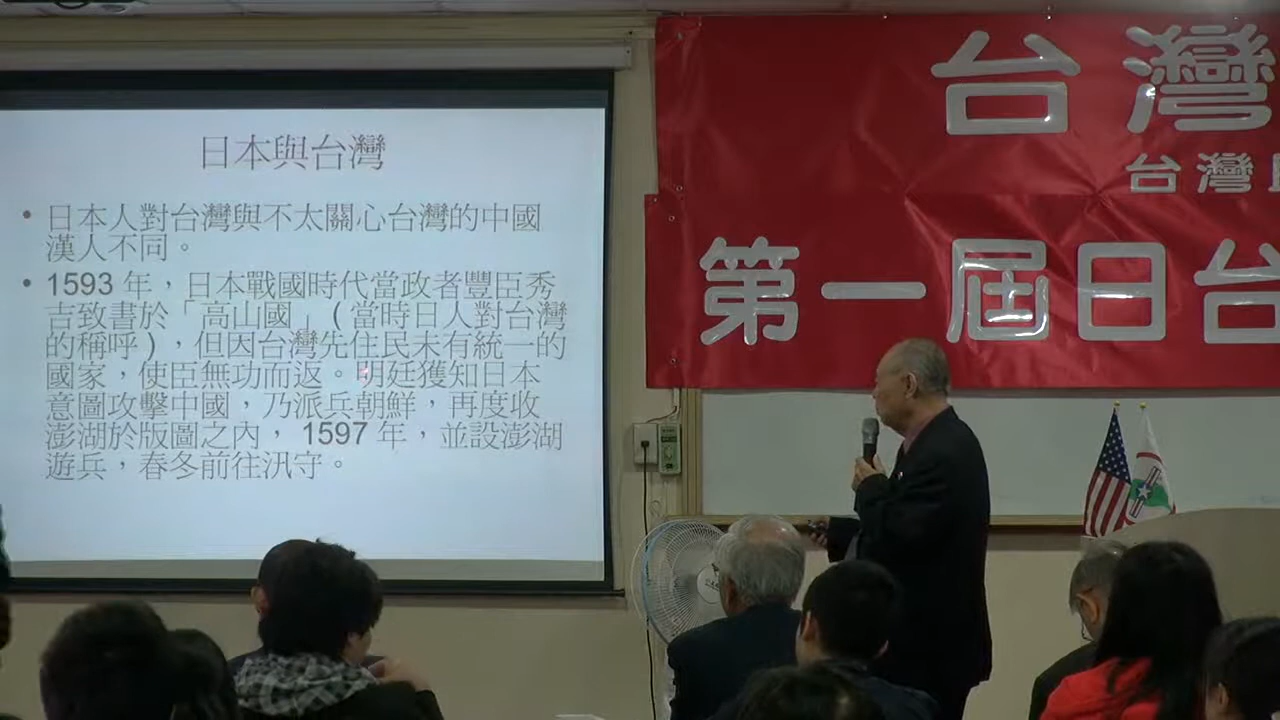 日本與台灣
• 日本人對台灣與不太關心台灣的中國
漢人不同。
• 1593 年，日本戰國時代當政者豐臣秀
吉致書於「高山國」(當時日人對台灣
的稱呼)，但因台灣先住民未有統一的
國家，使臣無功而返。明廷獲知日本
意圖攻擊中國，乃派兵朝鮮，再度收
澎湖於版圖之內， 1597 年，並設澎湖
遊兵，春冬前往汛守。
台灣
台灣
第一屆日台